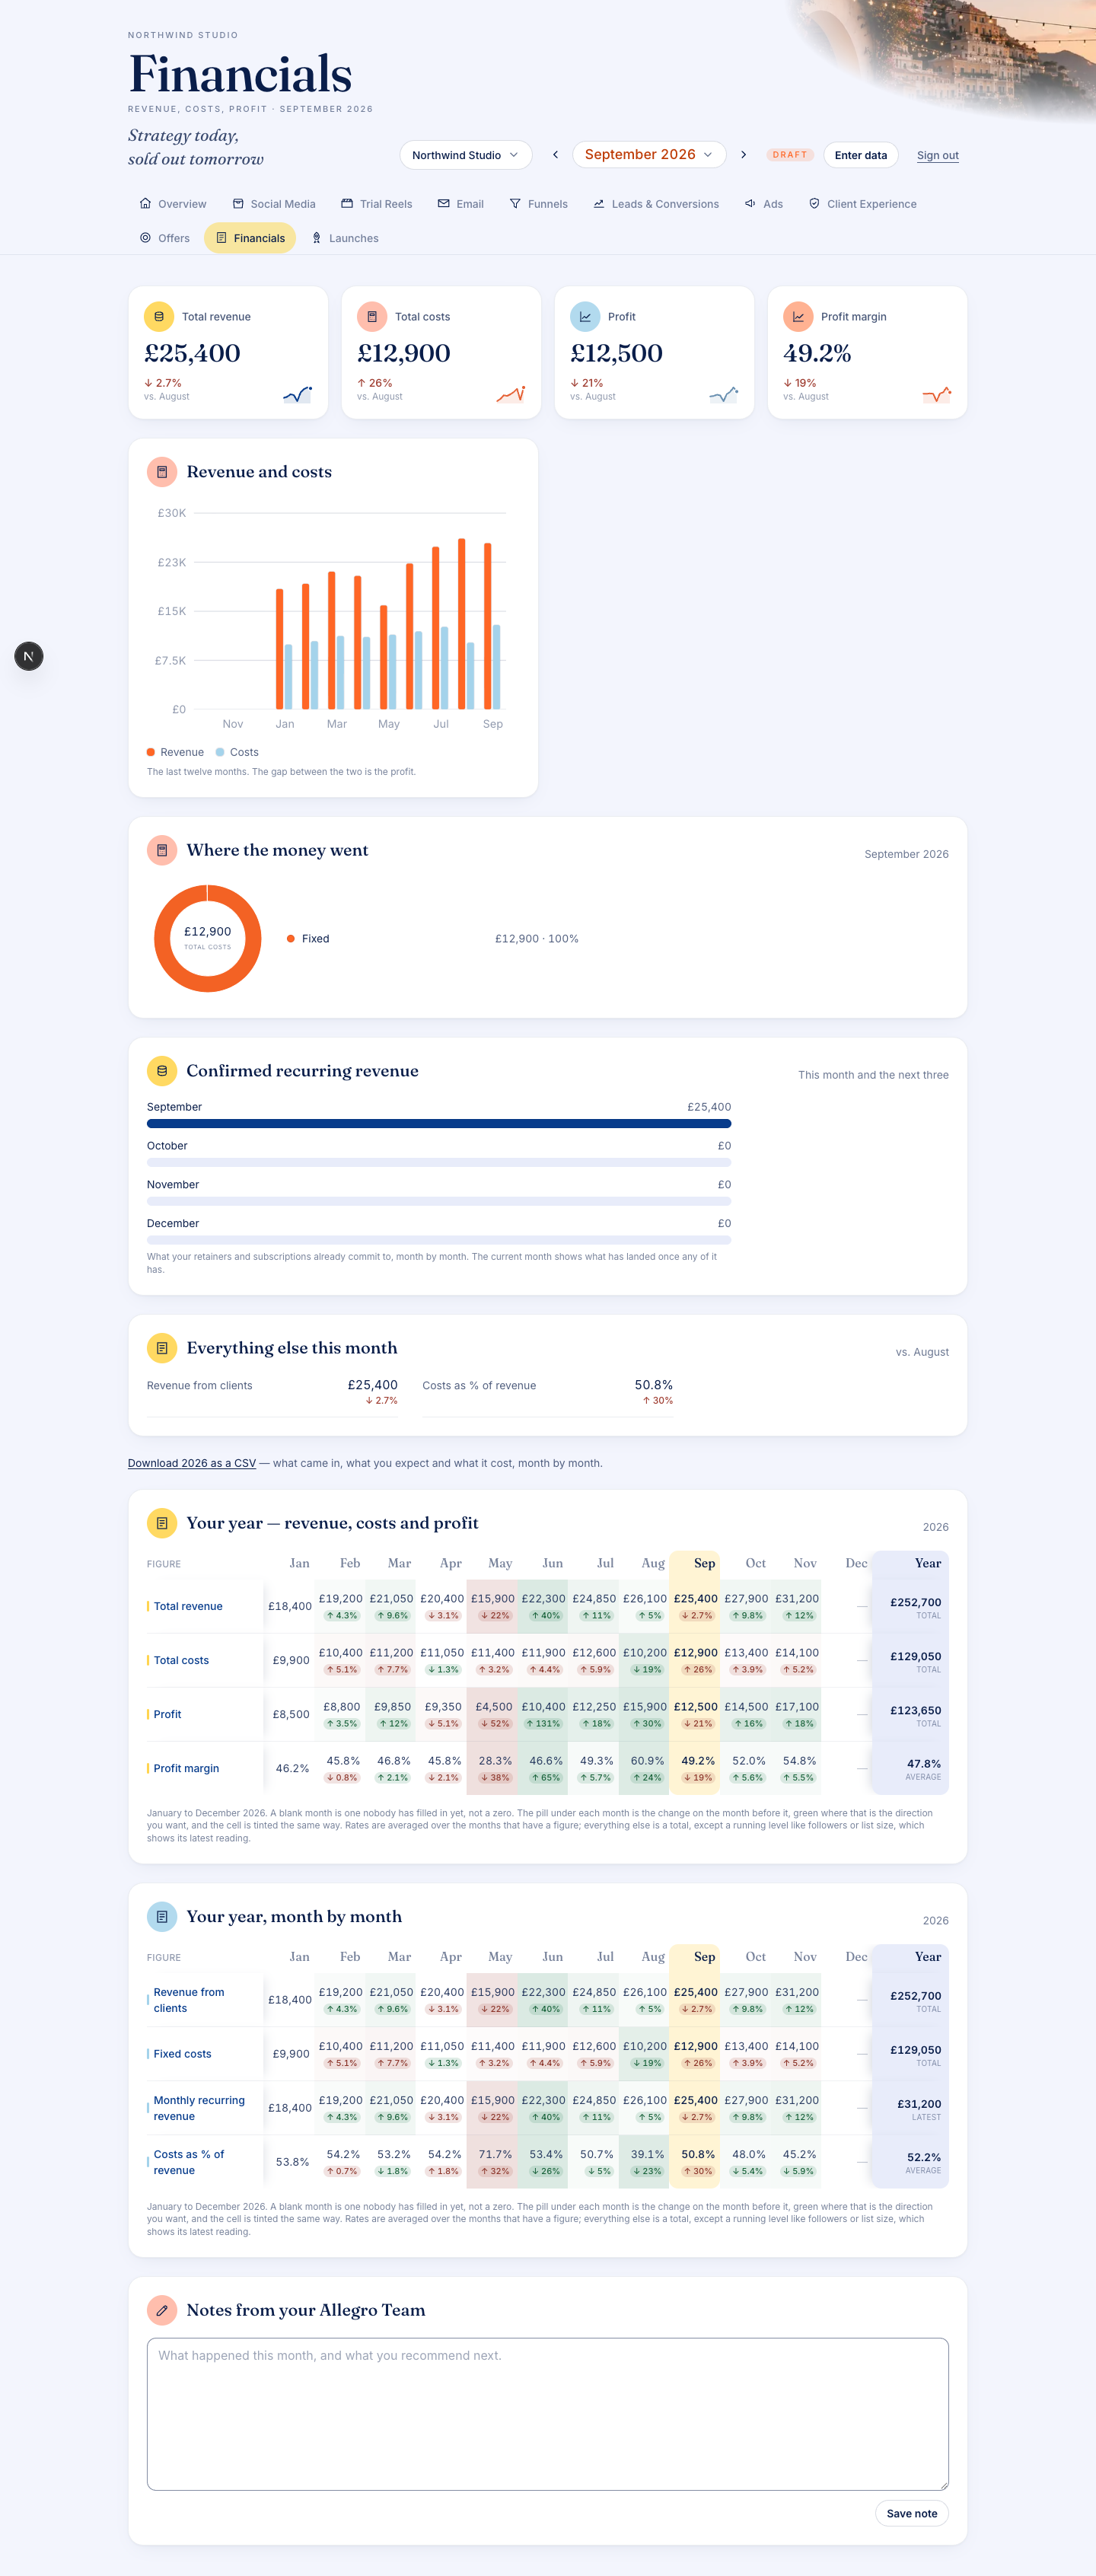 NORTHWIND STUDIO
Financials
REVENUE, COSTS, PROFIT · SEPTEMBER 2026
Strategy today,
sold out tomorrow
Northwind Studio
September 2026
DRAFT
Enter data
Sign out
Overview
Social Media
Trial Reels
Email
Funnels
Leads & Conversions
Ads
Client Experience
Offers
Financials
Launches
Total revenue
£25,400
↓ 2.7%
vs. August
Total costs
£12,900
↑ 26%
vs. August
Profit
£12,500
↓ 21%
vs. August
Profit margin
49.2%
↓ 19%
vs. August
Revenue and costs
£30K
£23K
£15K
£7.5K
£0
Nov Jan Mar May Jul Sep
Revenue Costs
The last twelve months. The gap between the two is the profit.
N
Where the money went
September 2026
£12,900
TOTAL COSTS
Fixed £12,900 · 100%
Confirmed recurring revenue
This month and the next three
September £25,400
October £0
November £0
December £0
What your retainers and subscriptions already commit to, month by month. The current month shows what has landed once any of it
has.
Everything else this month
vs. August
Revenue from clients £25,400
↓ 2.7%
Costs as % of revenue 50.8%
↑ 30%
Download 2026 as a CSV — what came in, what you expect and what it cost, month by month.
Your year — revenue, costs and profit
2026
FIGURE Jan Feb Mar Apr May Jun Jul Aug Sep Oct Nov Dec Year
Total revenue £18,400 £19,200 £21,050 £20,400 £15,900 £22,300 £24,850 £26,100 £25,400 £27,900 £31,200 — £252,700
↑ 4.3% ↑ 9.6% ↓ 3.1% ↓ 22% ↑ 40% ↑ 11% ↑ 5% ↓ 2.7% ↑ 9.8% ↑ 12% TOTAL
Total costs £9,900 £10,400 £11,200 £11,050 £11,400 £11,900 £12,600 £10,200 £12,900 £13,400 £14,100 — £129,050
↑ 5.1% ↑ 7.7% ↓ 1.3% ↑ 3.2% ↑ 4.4% ↑ 5.9% ↓ 19% ↑ 26% ↑ 3.9% ↑ 5.2% TOTAL
Profit £8,500 £8,800 £9,850 £9,350 £4,500 £10,400 £12,250 £15,900 £12,500 £14,500 £17,100 — £123,650
↑ 3.5% ↑ 12% ↓ 5.1% ↓ 52% ↑ 131% ↑ 18% ↑ 30% ↓ 21% ↑ 16% ↑ 18% TOTAL
Profit margin 46.2% 45.8% 46.8% 45.8% 28.3% 46.6% 49.3% 60.9% 49.2% 52.0% 54.8% — 47.8%
↓ 0.8% ↑ 2.1% ↓ 2.1% ↓ 38% ↑ 65% ↑ 5.7% ↑ 24% ↓ 19% ↑ 5.6% ↑ 5.5% AVERAGE
January to December 2026. A blank month is one nobody has filled in yet, not a zero. The pill under each month is the change on the month before it, green where that is the direction
you want, and the cell is tinted the same way. Rates are averaged over the months that have a figure; everything else is a total, except a running level like followers or list size, which
shows its latest reading.
Your year, month by month
2026
FIGURE Jan Feb Mar Apr May Jun Jul Aug Sep Oct Nov Dec Year
Revenue from
clients £18,400 £19,200 £21,050 £20,400 £15,900 £22,300 £24,850 £26,100 £25,400 £27,900 £31,200 — £252,700
↑ 4.3% ↑ 9.6% ↓ 3.1% ↓ 22% ↑ 40% ↑ 11% ↑ 5% ↓ 2.7% ↑ 9.8% ↑ 12% TOTAL
Fixed costs £9,900 £10,400 £11,200 £11,050 £11,400 £11,900 £12,600 £10,200 £12,900 £13,400 £14,100 — £129,050
↑ 5.1% ↑ 7.7% ↓ 1.3% ↑ 3.2% ↑ 4.4% ↑ 5.9% ↓ 19% ↑ 26% ↑ 3.9% ↑ 5.2% TOTAL
Monthly recurring
revenue £18,400 £19,200 £21,050 £20,400 £15,900 £22,300 £24,850 £26,100 £25,400 £27,900 £31,200 — £31,200
↑ 4.3% ↑ 9.6% ↓ 3.1% ↓ 22% ↑ 40% ↑ 11% ↑ 5% ↓ 2.7% ↑ 9.8% ↑ 12% LATEST
Costs as % of
revenue 53.8% 54.2% 53.2% 54.2% 71.7% 53.4% 50.7% 39.1% 50.8% 48.0% 45.2% — 52.2%
↑ 0.7% ↓ 1.8% ↑ 1.8% ↑ 32% ↓ 26% ↓ 5% ↓ 23% ↑ 30% ↓ 5.4% ↓ 5.9% AVERAGE
January to December 2026. A blank month is one nobody has filled in yet, not a zero. The pill under each month is the change on the month before it, green where that is the direction
you want, and the cell is tinted the same way. Rates are averaged over the months that have a figure; everything else is a total, except a running level like followers or list size, which
shows its latest reading.
Notes from your Allegro Team
What happened this month, and what you recommend next.
Save note